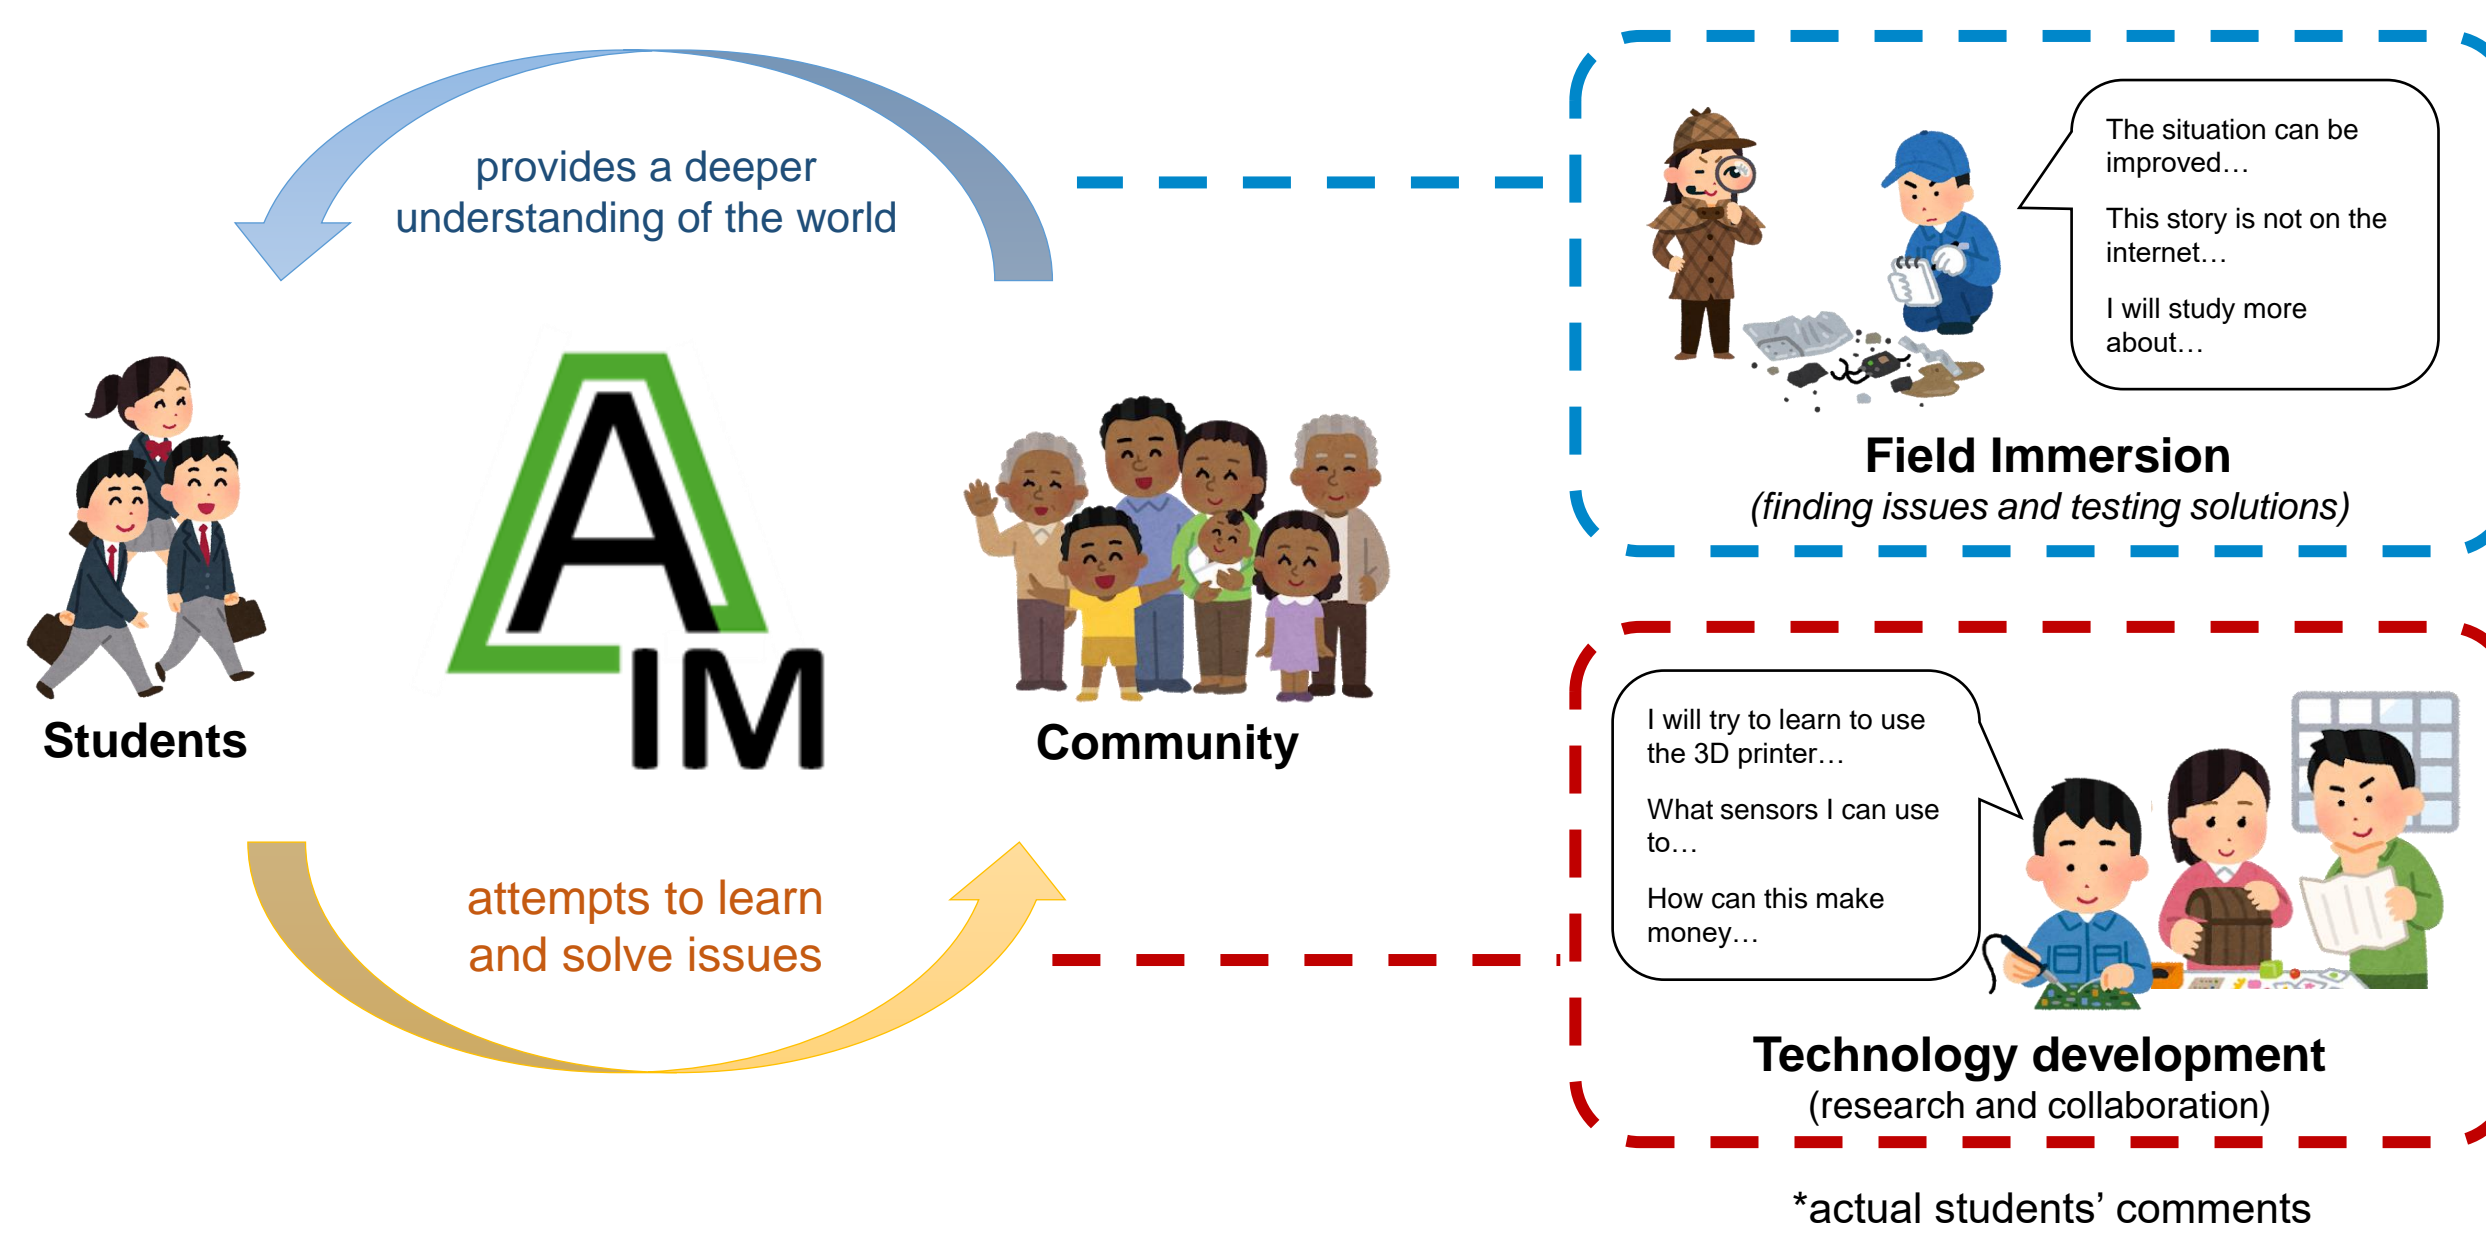 provides a deeper
understanding of the world
Students
A
IM
Community
attempts to learn
and solve issues
The situation can be
improved…
This story is not on the
internet…
I will study more
about…
Field Immersion
(finding issues and testing solutions)
I will try to learn to use
the 3D printer…
What sensors I can use
to…
How can this make
money…
Technology development
(research and collaboration)
*actual students’ comments